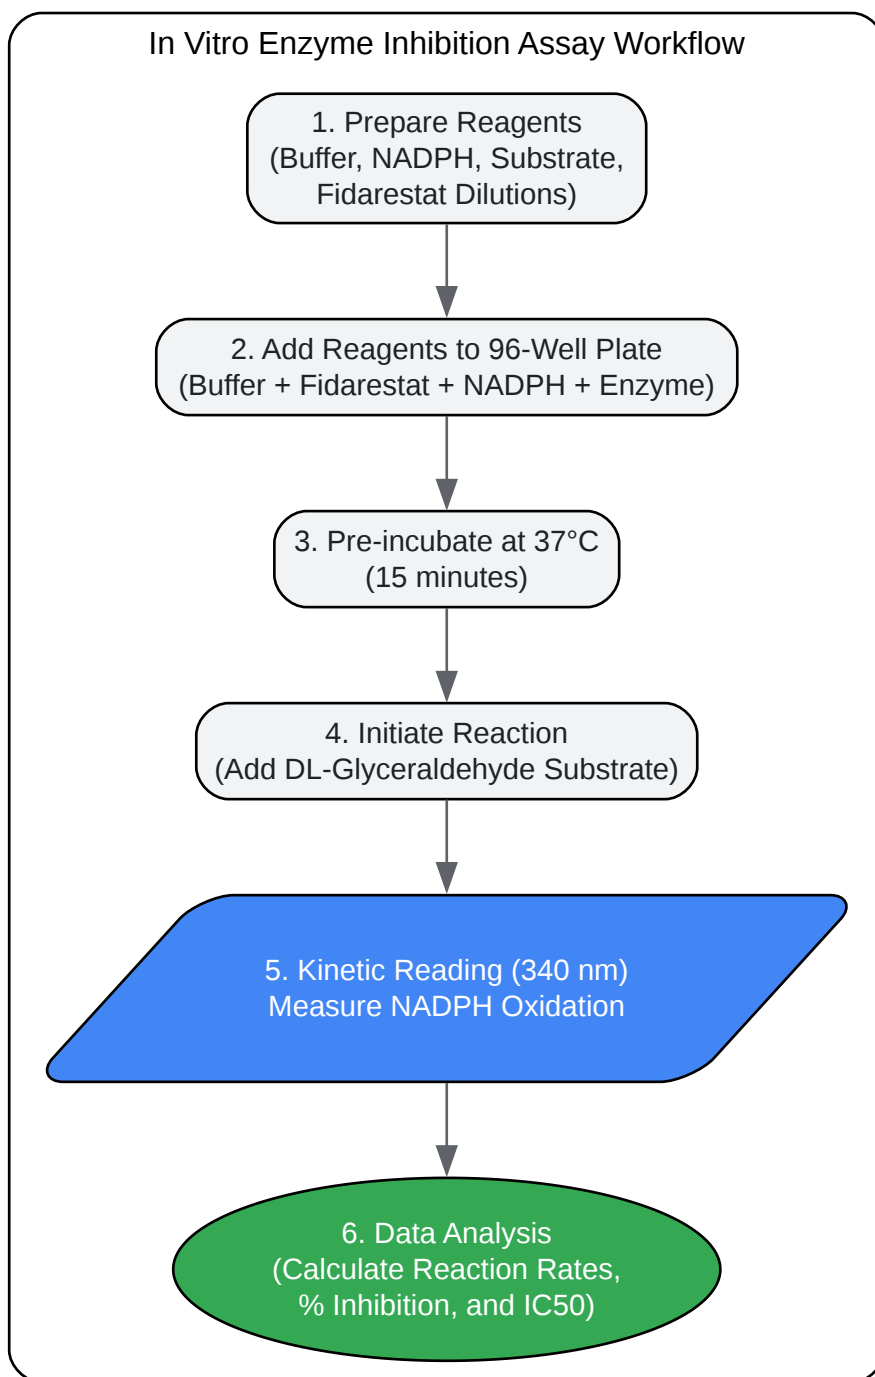 In Vitro Enzyme Inhibition Assay Workflow
1. Prepare Reagents
(Buffer, NADPH, Substrate,
Fidarestat Dilutions)
2. Add Reagents to 96-Well Plate
(Buffer + Fidarestat + NADPH + Enzyme)
3. Pre-incubate at 37°C
(15 minutes)
4. Initiate Reaction
(Add DL-Glyceraldehyde Substrate)
5. Kinetic Reading (340 nm)
Measure NADPH Oxidation
6. Data Analysis
(Calculate Reaction Rates,
% Inhibition, and IC50)